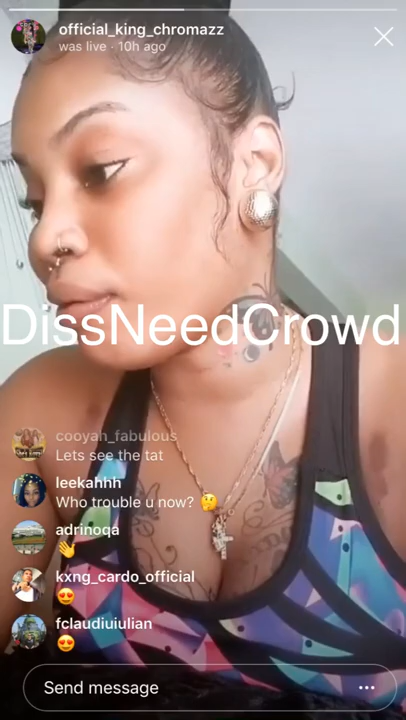 official_king_chromazz
was live · 10h ago
DissNeedCrowd
cooyah_fabulous
Lets see the tat
leekahhh
Who trouble u now? 🤔
adrinoqa
👋
kxng_cardo_official
😍
fclaudiuiulian
😍
Send message